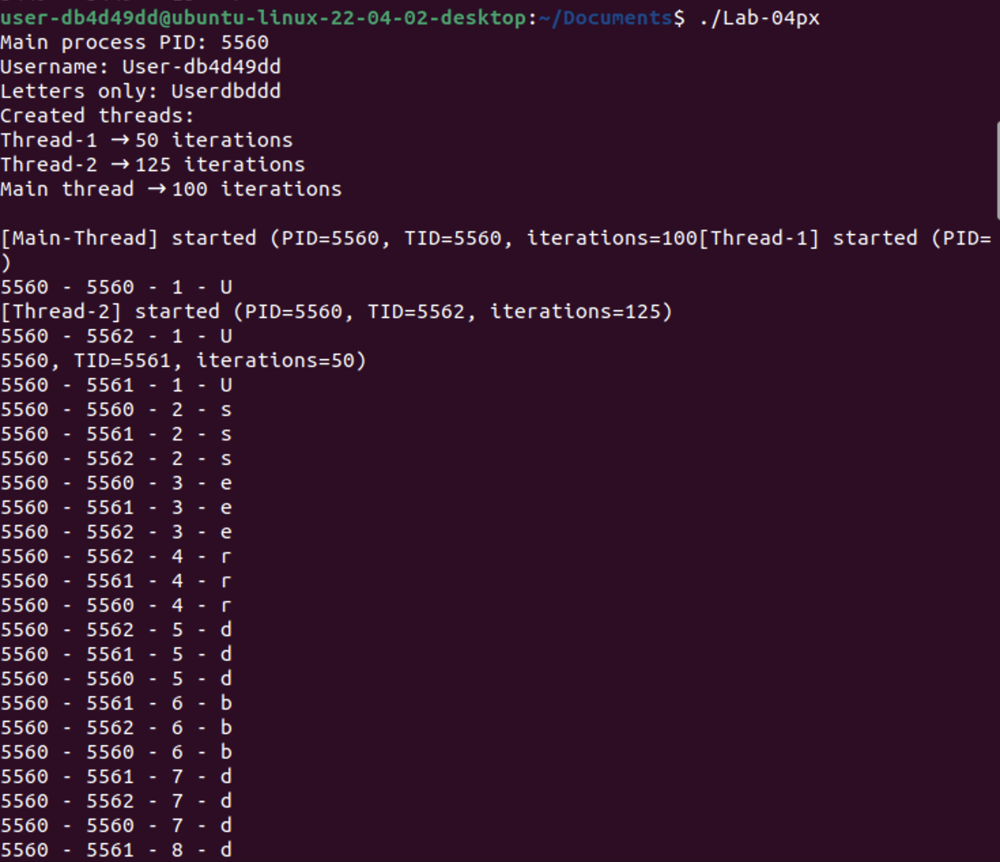 user-db4d49dd@ubuntu-linux-22-04-02-desktop:~/Documents$ ./Lab-04px
Main process PID: 5560
Username: User-db4d49dd
Letters only: Userdbddd
Created threads:
Thread-1 →50 iterations
Thread-2 →125 iterations
Main thread →100 iterations
[Main-Thread] started (PID=5560, TID=5560, iterations=100[Thread-1] started (PID=
)
5560 - 5560 - 1 - U
[Thread-2] started (PID=5560, TID=5562, iterations=125)
5560 - 5562 - 1 - U
5560, TID=5561, iterations=50)
5560 - 5561 - 1 - U
5560 - 5560 - 2 - s
5560 - 5561 - 2 - s
5560 - 5562 - 2 - s
5560 - 5560 - 3 - e
5560 - 5561 - 3 - e
5560 - 5562 - 3 - e
5560 - 5562 - 4 - r
5560 - 5561 - 4 - r
5560 - 5560 - 4 - r
5560 - 5562 - 5 - d
5560 - 5561 - 5 - d
5560 - 5560 - 5 - d
5560 - 5561 - 6 - b
5560 - 5562 - 6 - b
5560 - 5560 - 6 - b
5560 - 5561 - 7 - d
5560 - 5562 - 7 - d
5560 - 5560 - 7 - d
5560 - 5561 - 8 - d